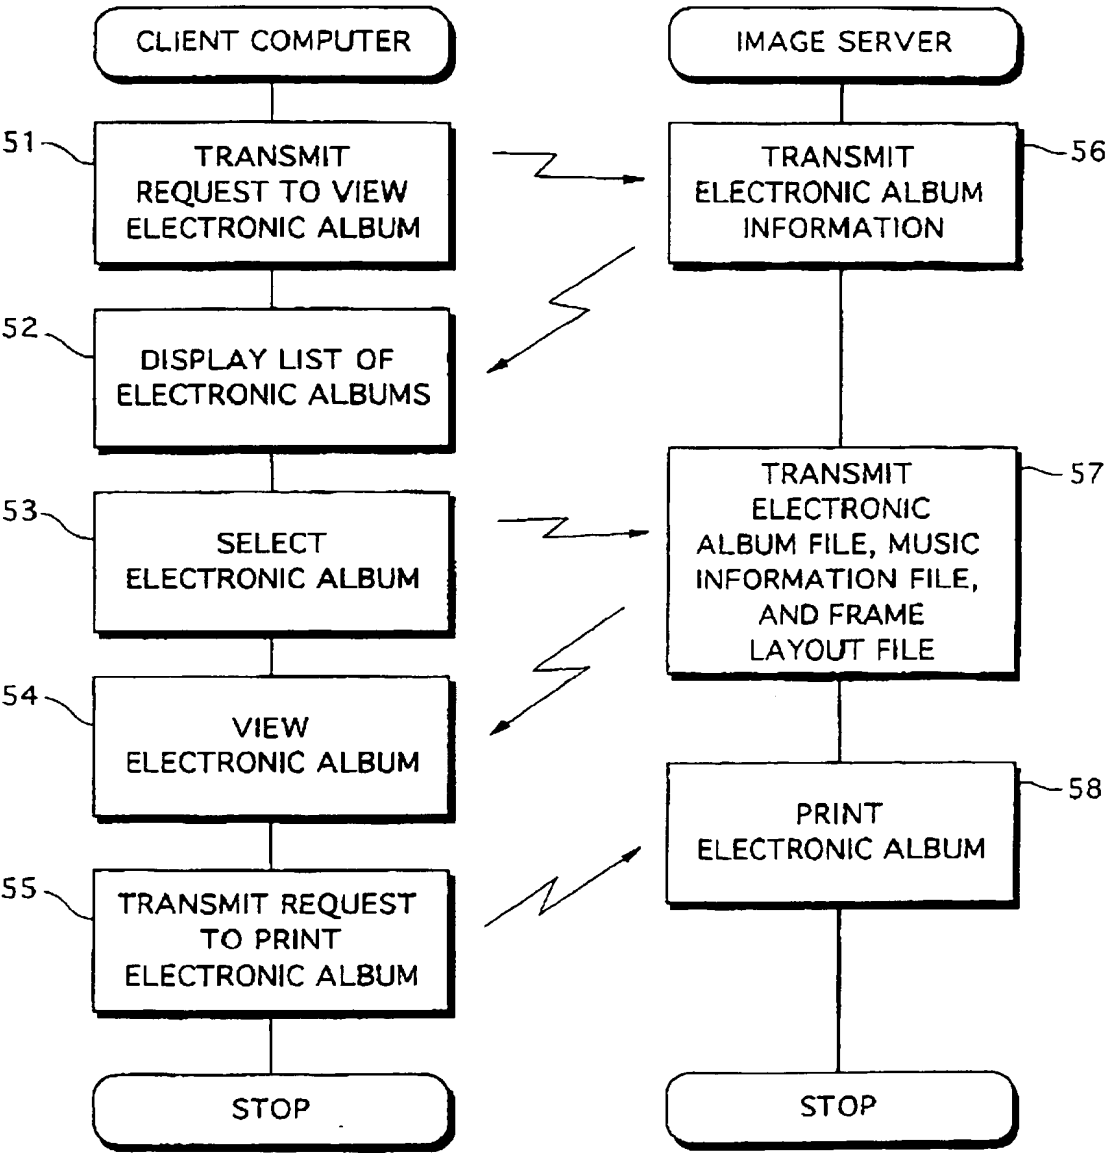 CLIENT COMPUTER
51
TRANSMIT
REQUEST TO VIEW
ELECTRONIC ALBUM
52
DISPLAY LIST OF
ELECTRONIC ALBUMS
53
SELECT
ELECTRONIC ALBUM
54
VIEW
ELECTRONIC ALBUM
55
TRANSMIT REQUEST
TO PRINT
ELECTRONIC ALBUM
STOP
IMAGE SERVER
56
TRANSMIT
ELECTRONIC ALBUM
INFORMATION
57
TRANSMIT
ELECTRONIC
ALBUM FILE, MUSIC
INFORMATION FILE,
AND FRAME
LAYOUT FILE
58
PRINT
ELECTRONIC ALBUM
STOP